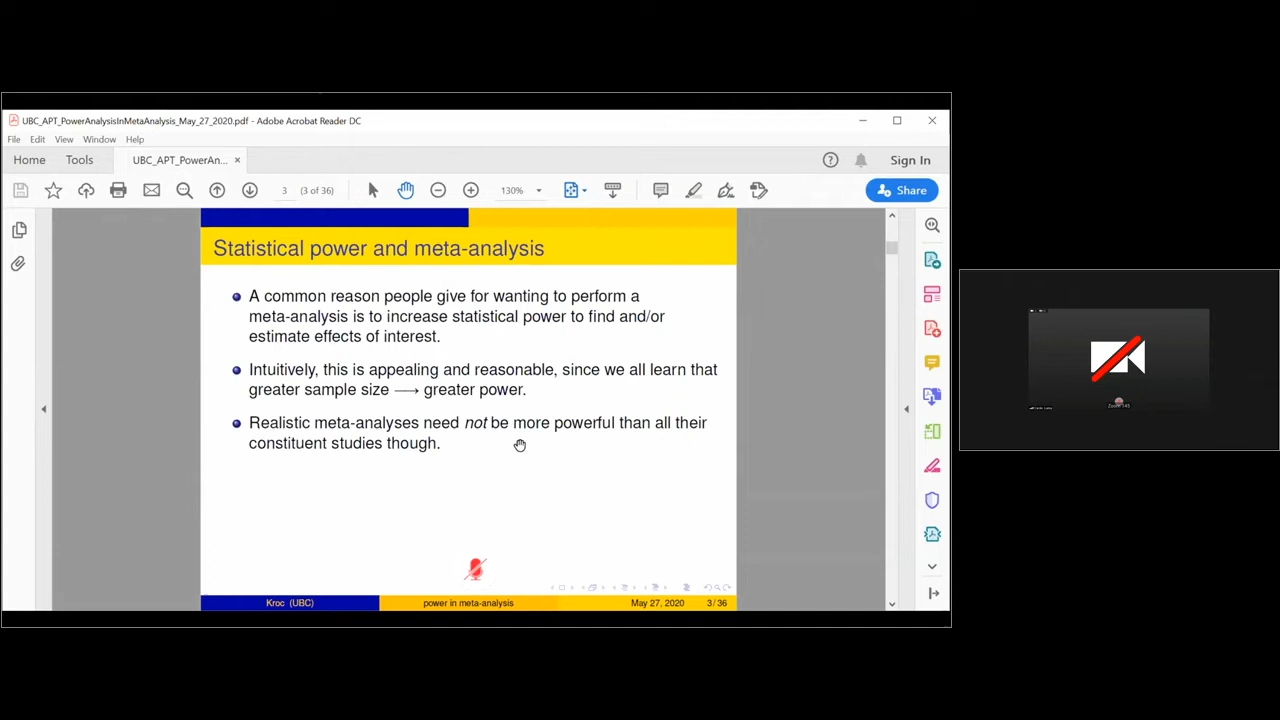 UBC_APT_PowerAnalysisInMetaAnalysis_May_27_2020.pdf - Adobe Acrobat Reader DC
File Edit View Window Help
Home Tools UBC_APT_PowerAn... × Sign In
3 (3 of 36) 130% Share
Statistical power and meta-analysis
A common reason people give for wanting to perform a
meta-analysis is to increase statistical power to find and/or
estimate effects of interest.
Intuitively, this is appealing and reasonable, since we all learn that
greater sample size ⟶ greater power.
Realistic meta-analyses need not be more powerful than all their
constituent studies though.
Kroc (UBC) power in meta-analysis May 27, 2020 3/36